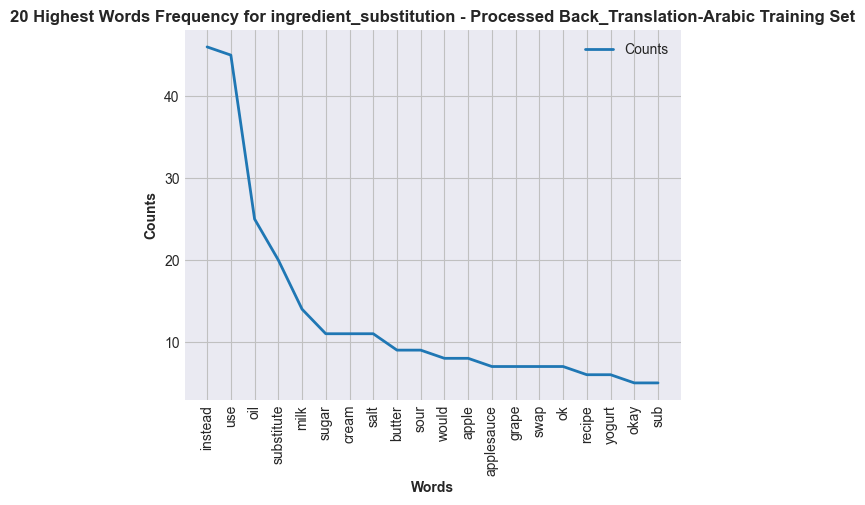 20 Highest Words Frequency for ingredient_substitution - Processed Back_Translation-Arabic Training Set
Counts
Counts
40
30
20
10
instead
use
oil
substitute
milk
sugar
cream
salt
butter
sour
would
apple
applesauce
grape
swap
ok
recipe
yogurt
okay
sub
Words